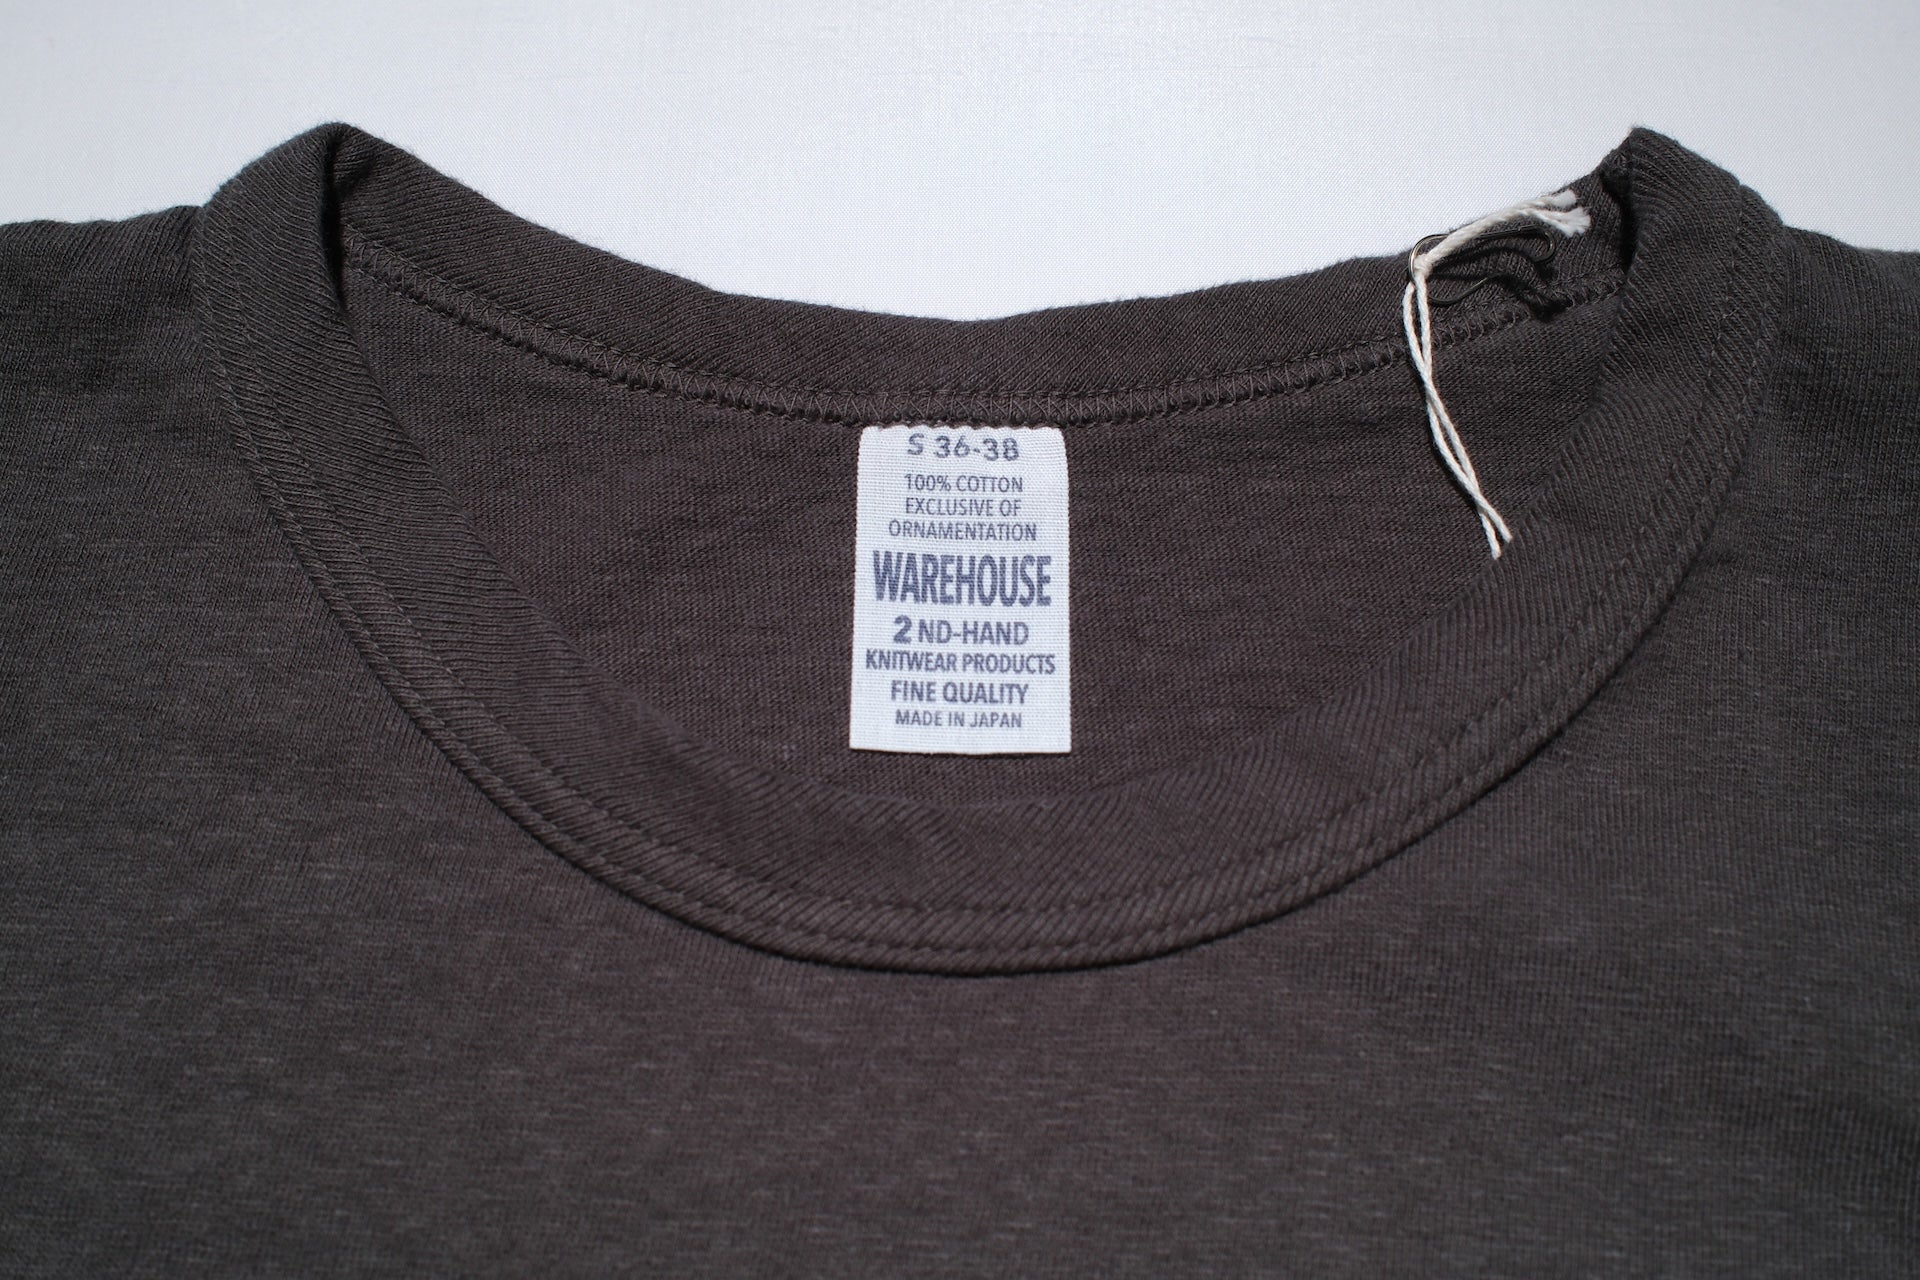 S 36-38
100% COTTON
EXCLUSIVE OF
ORNAMENTATION
WAREHOUSE
2ND-HAND
KNITWEAR PRODUCTS
FINE QUALITY
MADE IN JAPAN